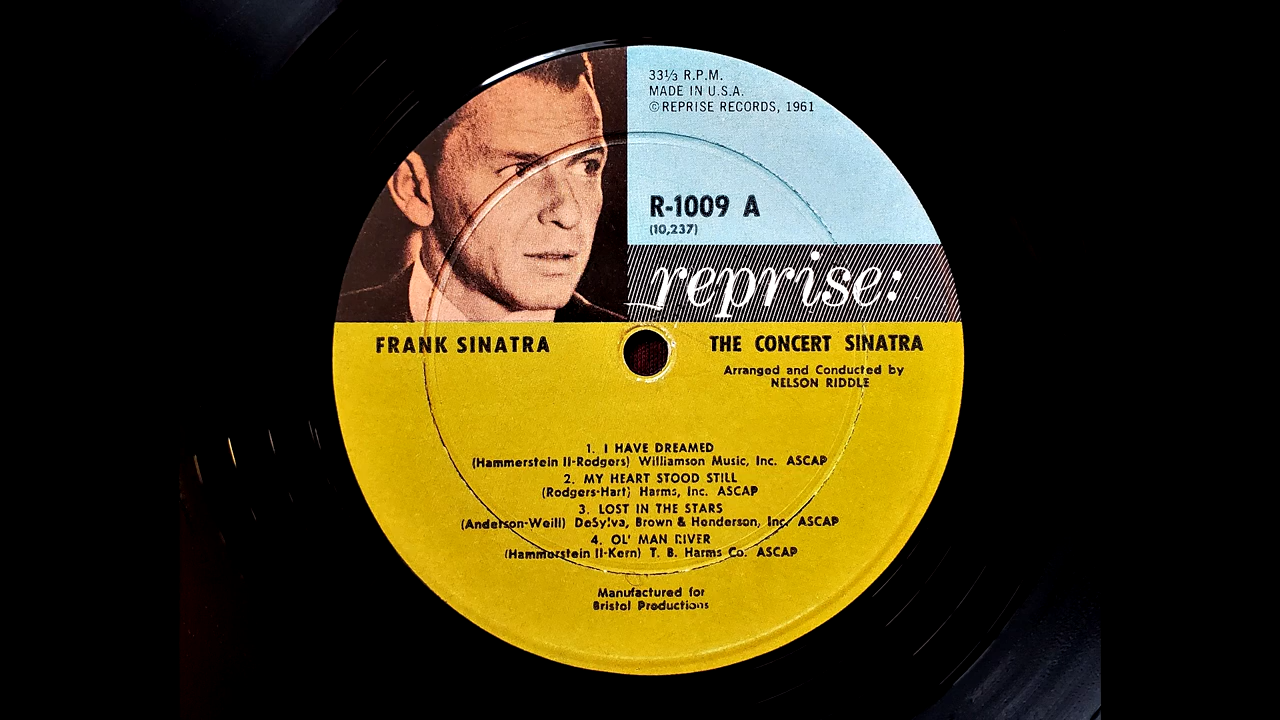 33⅓ R.P.M.
MADE IN U.S.A.
©REPRISE RECORDS, 1961
R-1009 A
(10,237)
reprise:
FRANK SINATRA
THE CONCERT SINATRA
Arranged and Conducted by
NELSON RIDDLE
1. I HAVE DREAMED
(Hammerstein II-Rodgers) Williamson Music, Inc. ASCAP
2. MY HEART STOOD STILL
(Rodgers-Hart) Harms, Inc. ASCAP
3. LOST IN THE STARS
(Anderson-Weill) DeSylva, Brown & Henderson, Inc. ASCAP
4. OL' MAN RIVER
(Hammerstein II-Kern) T. B. Harms Co. ASCAP
Manufactured for
Bristol Productions